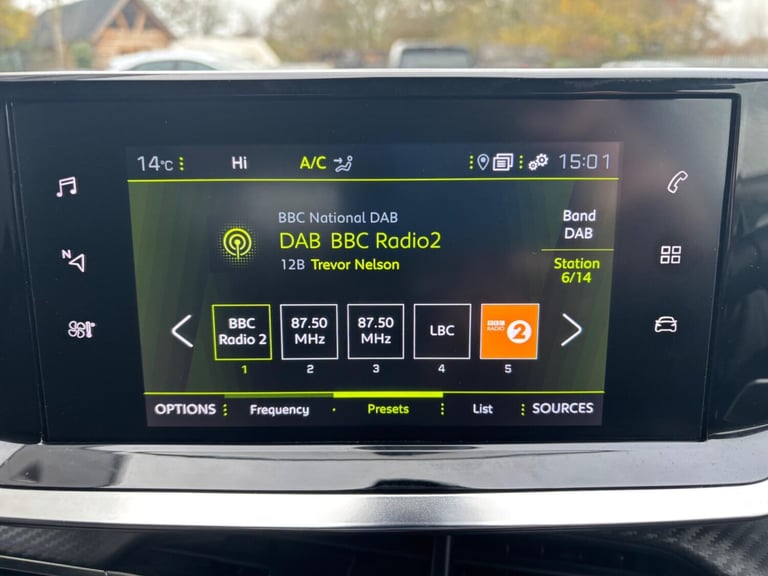 14°C Hi A/C 15:01
N
BBC National DAB
DAB BBC Radio2
12B Trevor Nelson
Band
DAB
Station
6/14
BBC
Radio 2
87.50
MHz
87.50
MHz
LBC
BBC
RADIO
2
1 2 3 4 5
OPTIONS Frequency Presets List SOURCES